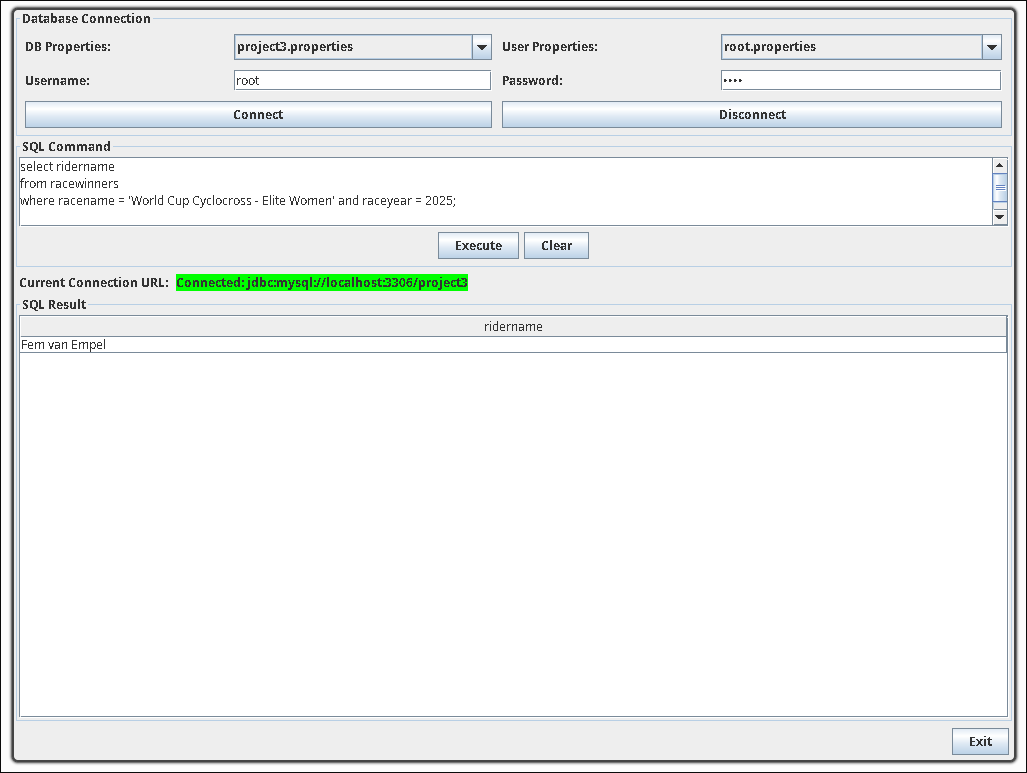 Database Connection
DB Properties: project3.properties User Properties: root.properties
Username: root Password: ••••
Connect Disconnect
SQL Command
select ridername
from racewinners
where racename = 'World Cup Cyclocross - Elite Women' and raceyear = 2025;
Execute Clear
Current Connection URL: Connected: jdbc:mysql://localhost:3306/project3
SQL Result
ridername
Fem van Empel
Exit